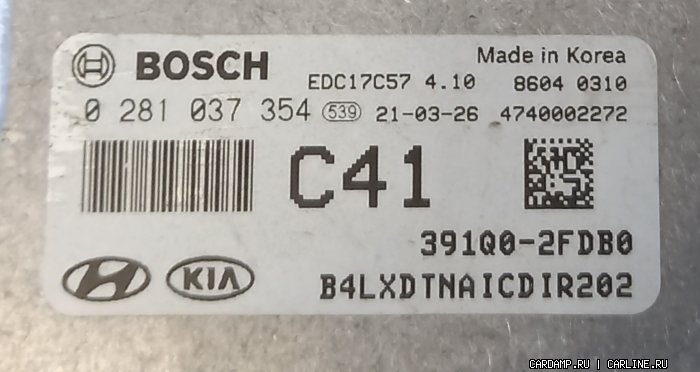 BOSCH
Made in Korea
EDC17C57 4.10 8604 0310
0 281 037 354 539 21-03-26 4740002272
C41
391Q0-2FDB0
KIA
B4LXDTNAICDIR202
CARDAMP.RU | CARLINE.RU